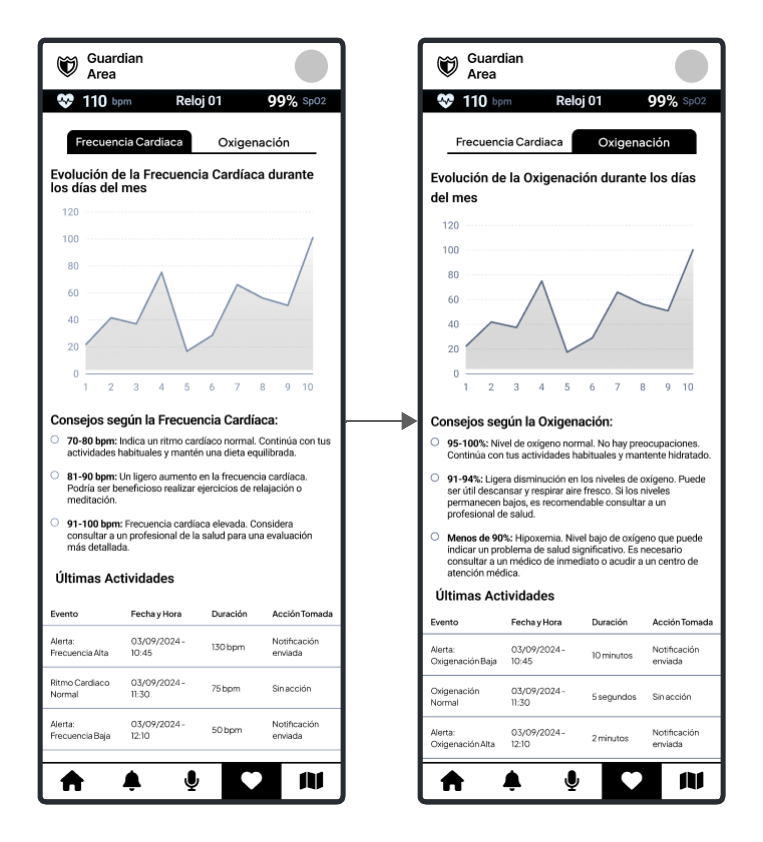 Guardian
Area
110 bpm Reloj 01 99% SpO2
Frecuencia Cardiaca Oxigenación
Evolución de la Frecuencia Cardíaca durante
los días del mes
120
100
80
60
40
20
0
1 2 3 4 5 6 7 8 9 10
Consejos según la Frecuencia Cardíaca:
70-80 bpm: Indica un ritmo cardíaco normal. Continúa con tus
actividades habituales y mantén una dieta equilibrada.
81-90 bpm: Un ligero aumento en la frecuencia cardíaca.
Podría ser beneficioso realizar ejercicios de relajación o
meditación.
91-100 bpm: Frecuencia cardíaca elevada. Considera
consultar a un profesional de la salud para una evaluación
más detallada.
Últimas Actividades
Evento Fecha y Hora Duración Acción Tomada
Alerta: 03/09/2024 - 130 bpm Notificación
Frecuencia Alta 10:45 enviada
Ritmo Cardiaco 03/09/2024 - 75 bpm Sin acción
Normal 11:30
Alerta: 03/09/2024 - 50 bpm Notificación
Frecuencia Baja 12:10 enviada
Guardian
Area
110 bpm Reloj 01 99% SpO2
Frecuencia Cardiaca Oxigenación
Evolución de la Oxigenación durante los días
del mes
120
100
80
60
40
20
0
1 2 3 4 5 6 7 8 9 10
Consejos según la Oxigenación:
95-100%: Nivel de oxígeno normal. No hay preocupaciones.
Continúa con tus actividades habituales y mantente hidratado.
91-94%: Ligera disminución en los niveles de oxígeno. Puede
ser útil descansar y respirar aire fresco. Si los niveles
permanecen bajos, es recomendable consultar a un
profesional de salud.
Menos de 90%: Hipoxemia. Nivel bajo de oxígeno que puede
indicar un problema de salud significativo. Es necesario
consultar a un médico de inmediato o acudir a un centro de
atención médica.
Últimas Actividades
Evento Fecha y Hora Duración Acción Tomada
Alerta: 03/09/2024 - 10 minutos Notificación
Oxigenación Baja 10:45 enviada
Oxigenación 03/09/2024 - 5 segundos Sin acción
Normal 11:30
Alerta: 03/09/2024 - 2 minutos Notificación
Oxigenación Alta 12:10 enviada